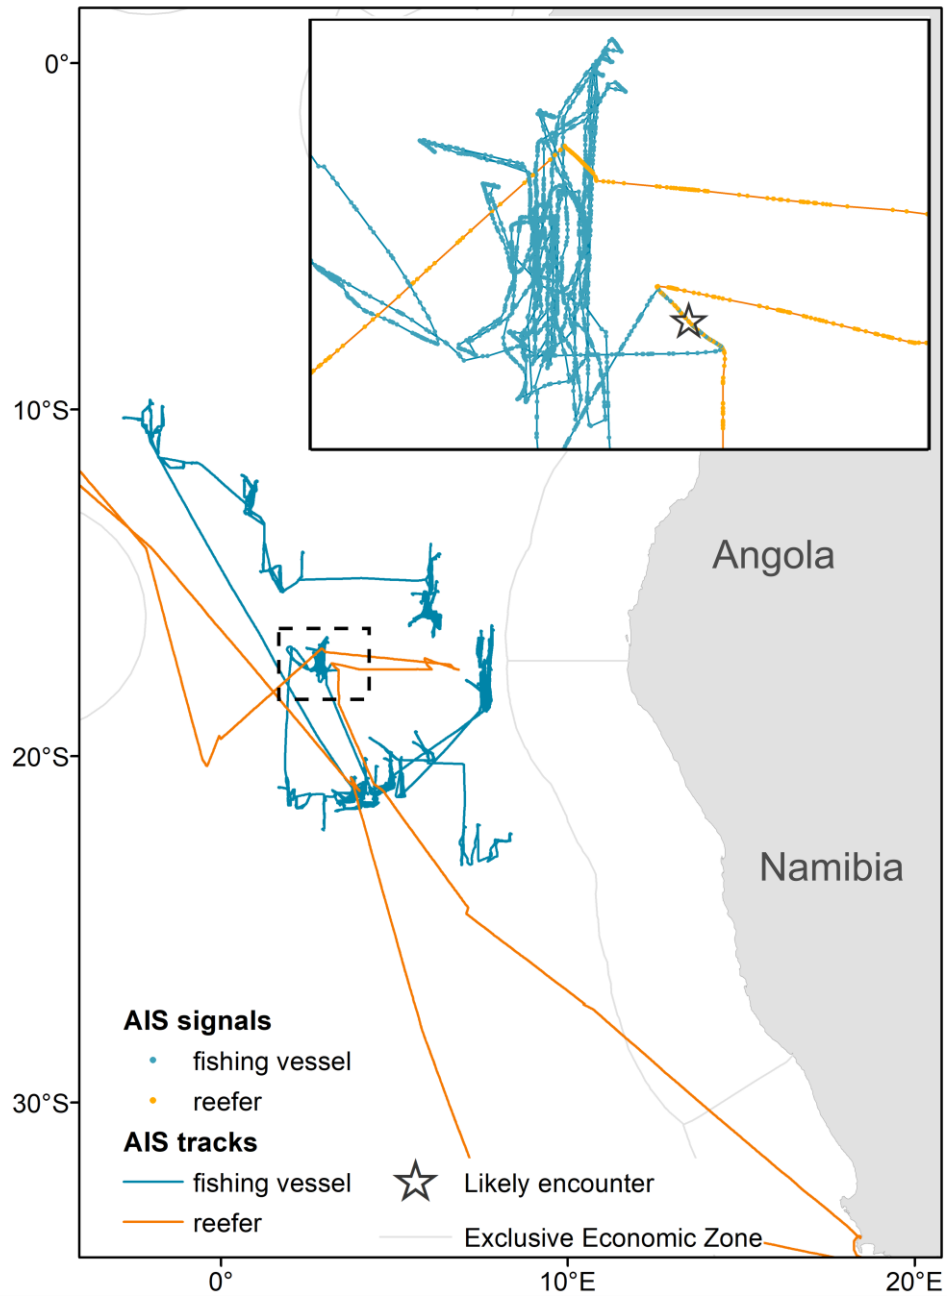 0°
10°S
Angola
20°S
Namibia
AIS signals
fishing vessel
reefer
30°S
AIS tracks
fishing vessel
Likely encounter
reefer
Exclusive Economic Zone
0°
10°E
20°E